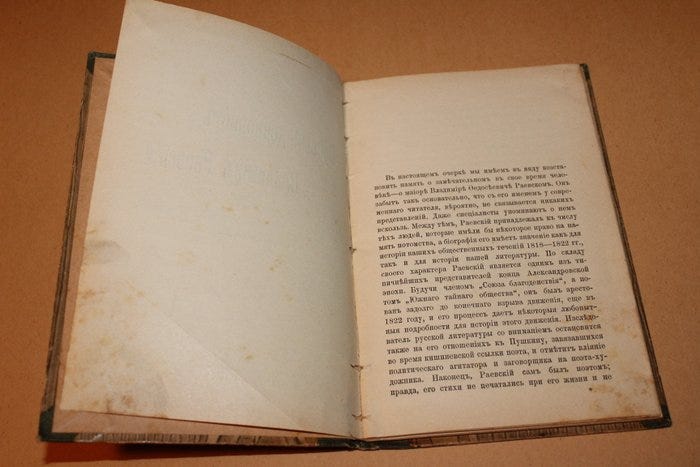 Въ настоящемъ очеркѣ мы имѣемъ въ виду возста-
новить память о замѣчательномъ въ свое время чело-
вѣкѣ—о маіорѣ Владимірѣ Ѳедосѣевичѣ Раевскомъ. Онъ
забытъ такъ основательно, что съ его именемъ у совре-
меннаго читателя, вѣроятно, не связывается никакихъ
представленій. Даже спеціалисты упоминаютъ о немъ
вскользь. Между тѣмъ, Раевскій принадлежалъ къ числу
тѣхъ людей, которые имѣли бы нѣкоторое право на па-
мять потомства, а біографія его имѣетъ значеніе какъ для
исторіи нашихъ общественныхъ теченій 1818—1822 гг.,
такъ и для исторіи нашей литературы. По складу
своего характера Раевскій является однимъ изъ ти-
пичнѣйшихъ представителей конца Александровской
эпохи. Будучи членомъ „Союза благоденствія“, а по-
томъ „Южнаго тайнаго общества“, онъ былъ аресто-
ванъ задолго до конечнаго взрыва движенія, еще въ
1822 году, и его процессъ даетъ нѣкоторыя любопыт-
ныя подробности для исторіи этого движенія. Изслѣдо-
ватель русской литературы со вниманіемъ остановится
также на его отношеніяхъ къ Пушкину, завязавшихся
во время кишиневской ссылки поэта, и отмѣтитъ вліяніе
политическаго агитатора и заговорщика на поэта-ху-
дожника. Наконецъ, Раевскій самъ былъ поэтомъ;
правда, его стихи не печатались при его жизни и не